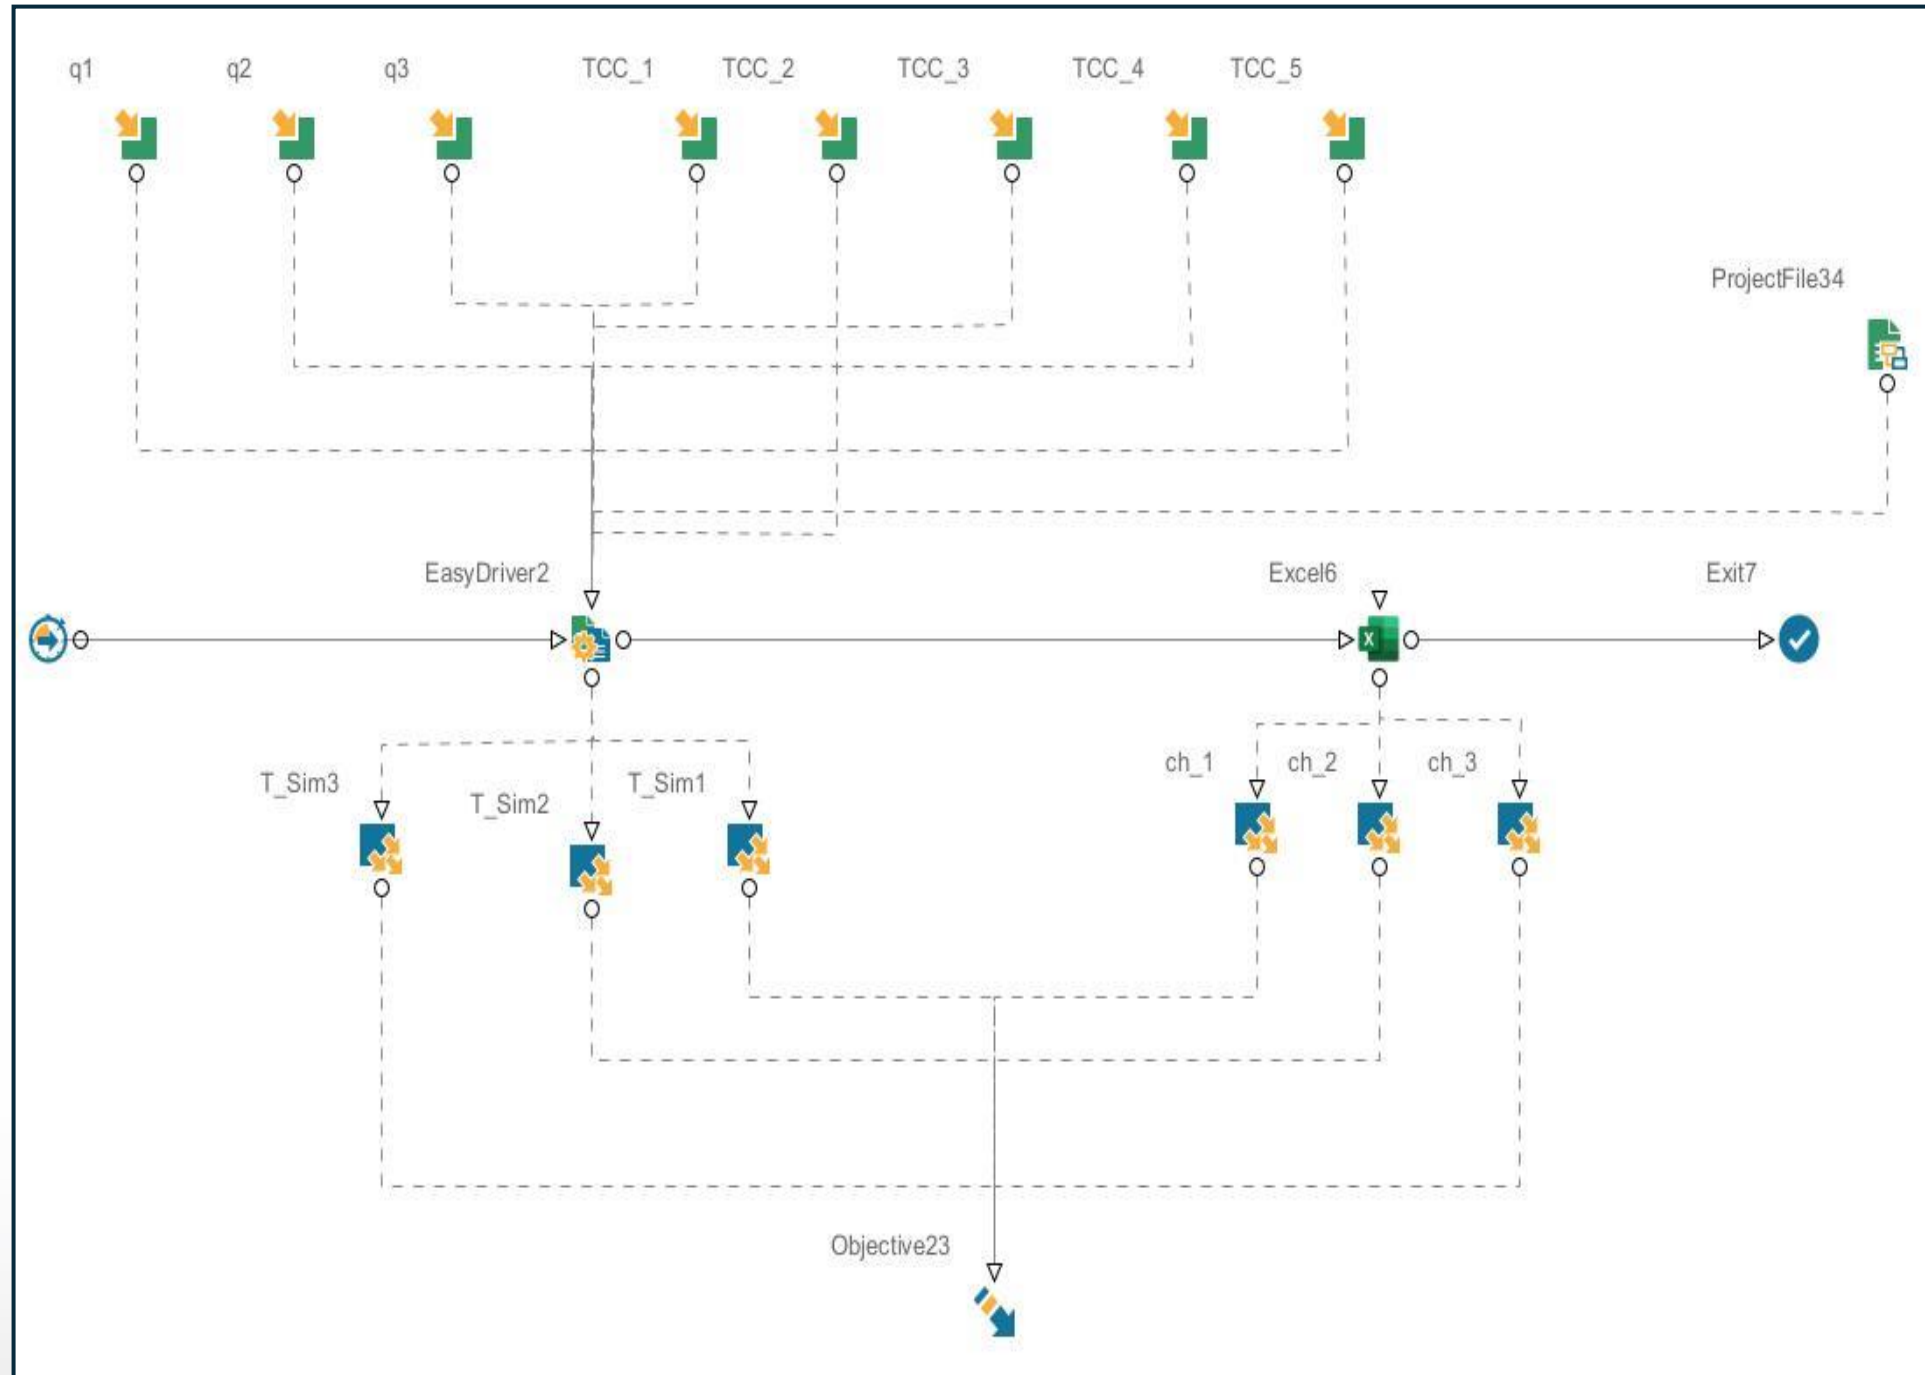 q1
q2
q3
TCC_1
TCC_2
TCC_3
TCC_4
TCC_5
ProjectFile34
EasyDriver2
Excel6
Exit7
X
T_Sim3
T_Sim2
T_Sim1
ch_1
ch_2
ch_3
Objective23